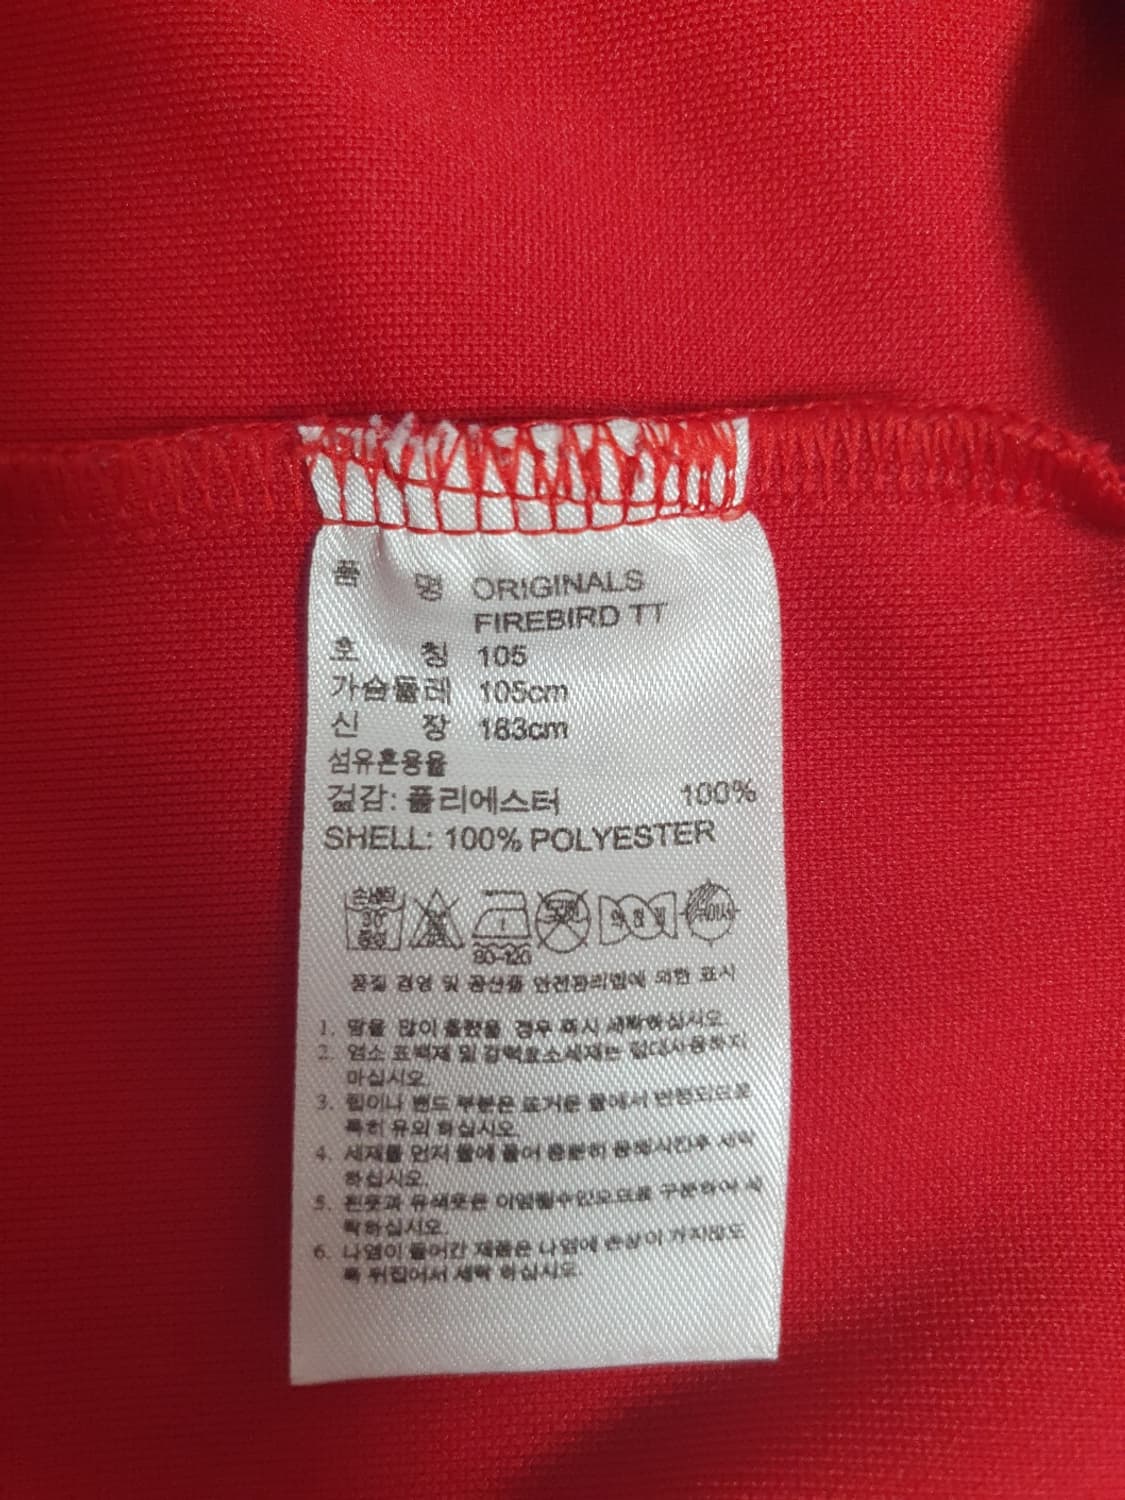 품 명 ORIGINALS
FIREBIRD TT
호 칭 105
가슴둘레 105cm
신 장 183cm
섬유혼용율
겉감: 폴리에스터 100%
SHELL: 100% POLYESTER
손세탁
30
중성
80-120
품질 경영 및 공산품 안전관리법에 의한 표시
1. 땀을 많이 흘렸을 경우 즉시 세탁하십시오
2. 염소 표백제 및 강력효소세제는 절대사용하지
마십시오.
3. 립이나 밴드 부분은 뜨거운 물에서 변형되므로
특히 유의 하십시오.
4. 세제를 먼저 물에 풀어 충분히 용해시킨후 세탁
하십시오.
5. 흰옷과 유색옷은 이염될수있으므로 구분하여 세
탁하십시오.
6. 나염이 들어간 제품은 나염에 손상이 가지않도
록 뒤집어서 세탁 하십시오.